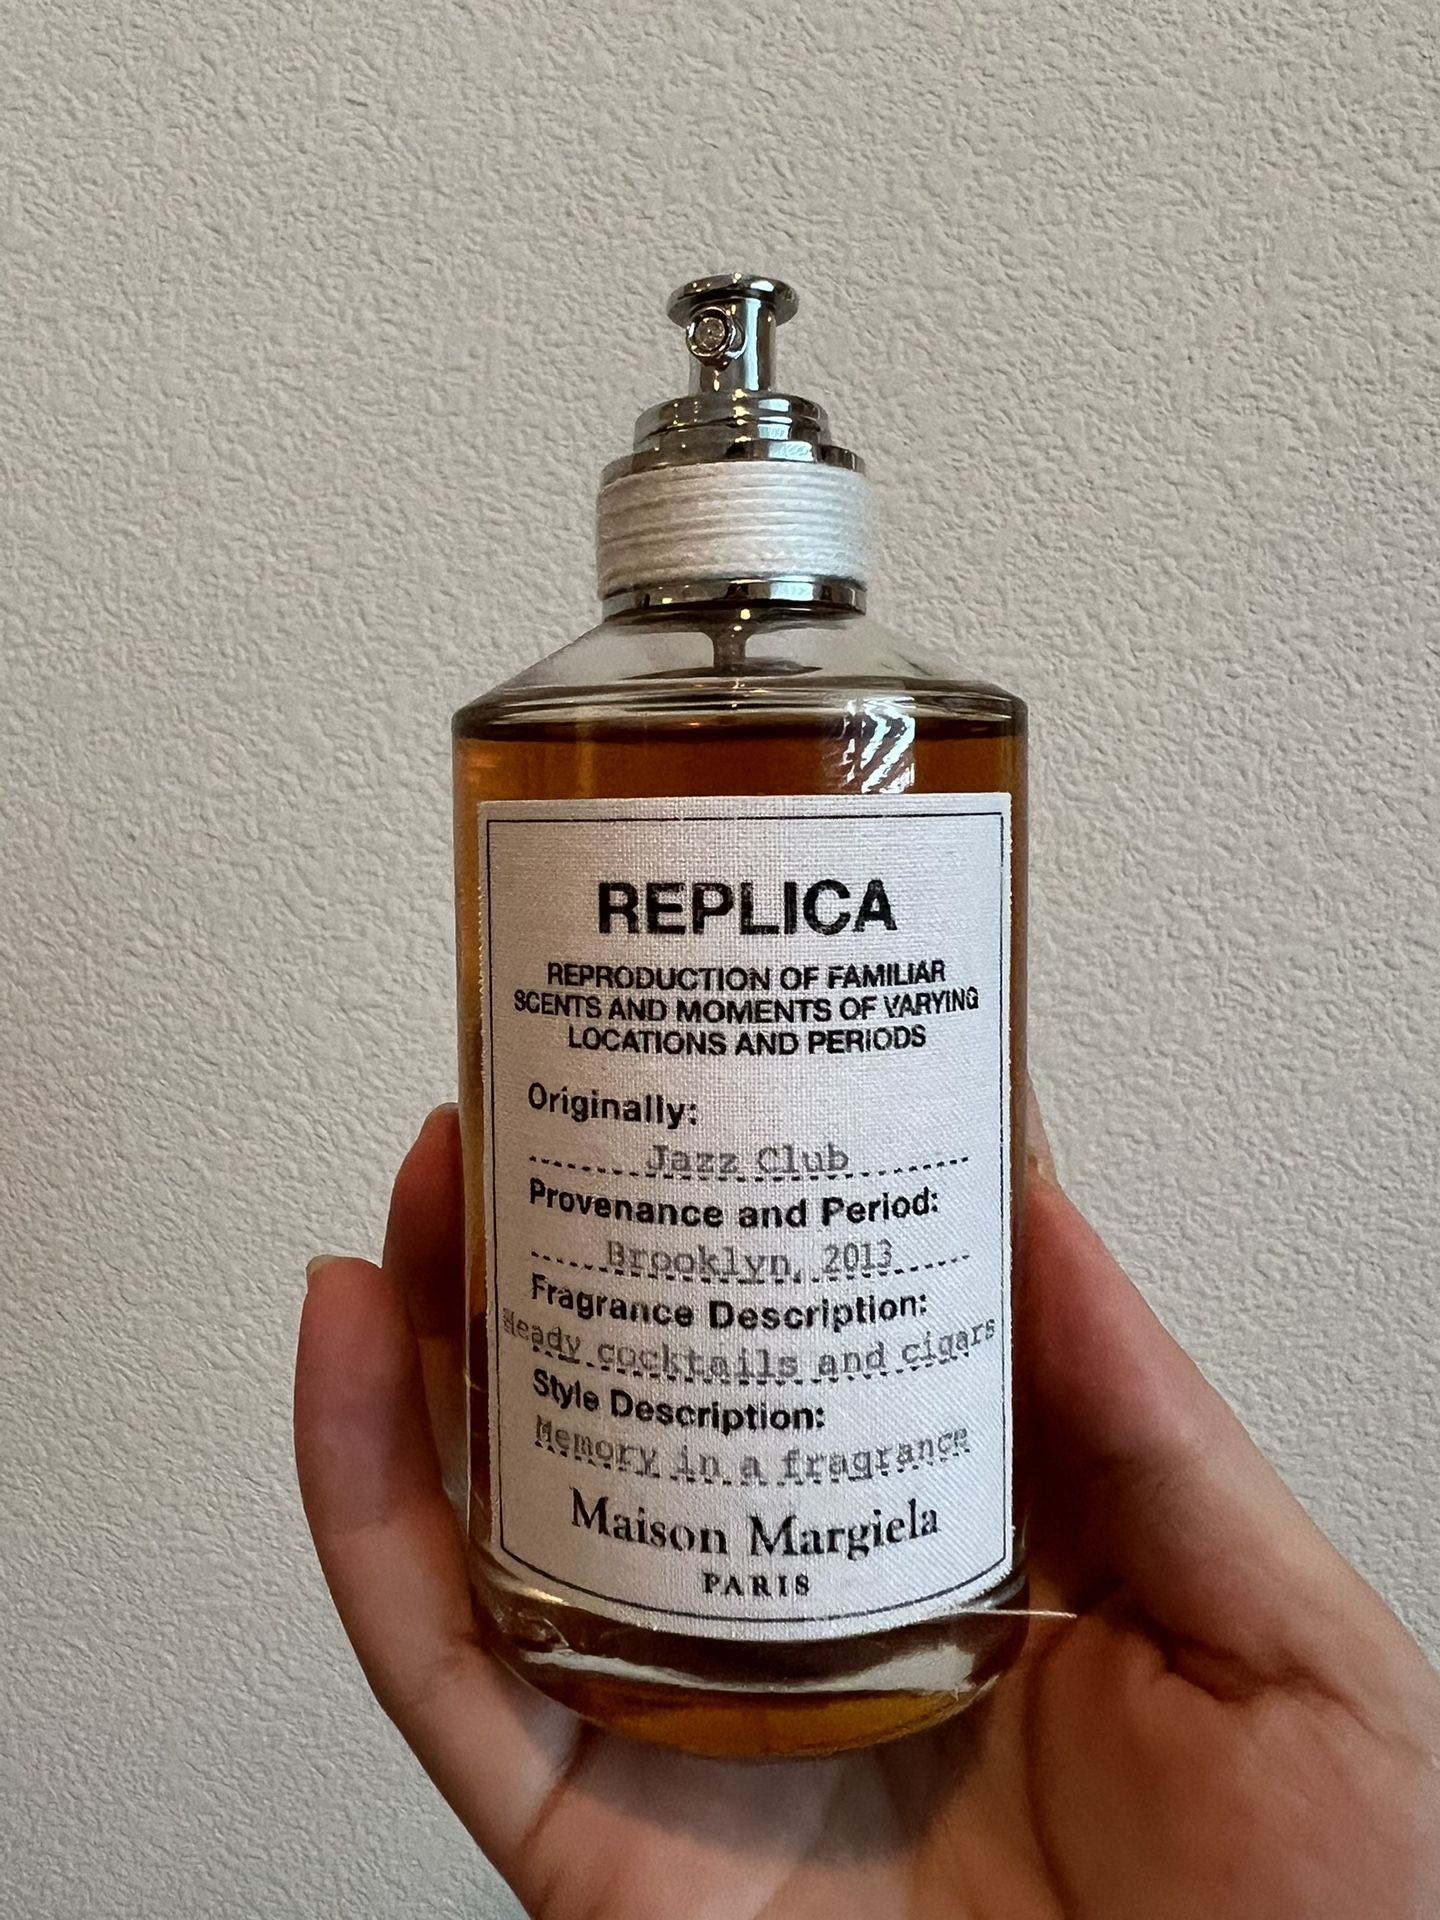 REPLICA
REPRODUCTION OF FAMILIAR
SCENTS AND MOMENTS OF VARYING
LOCATIONS AND PERIODS
Originally:
Jazz Club
Provenance and Period:
Brooklyn, 2013
Fragrance Description:
Heady cocktails and cigars
Style Description:
Memory in a fragrance
Maison Margiela
PARIS